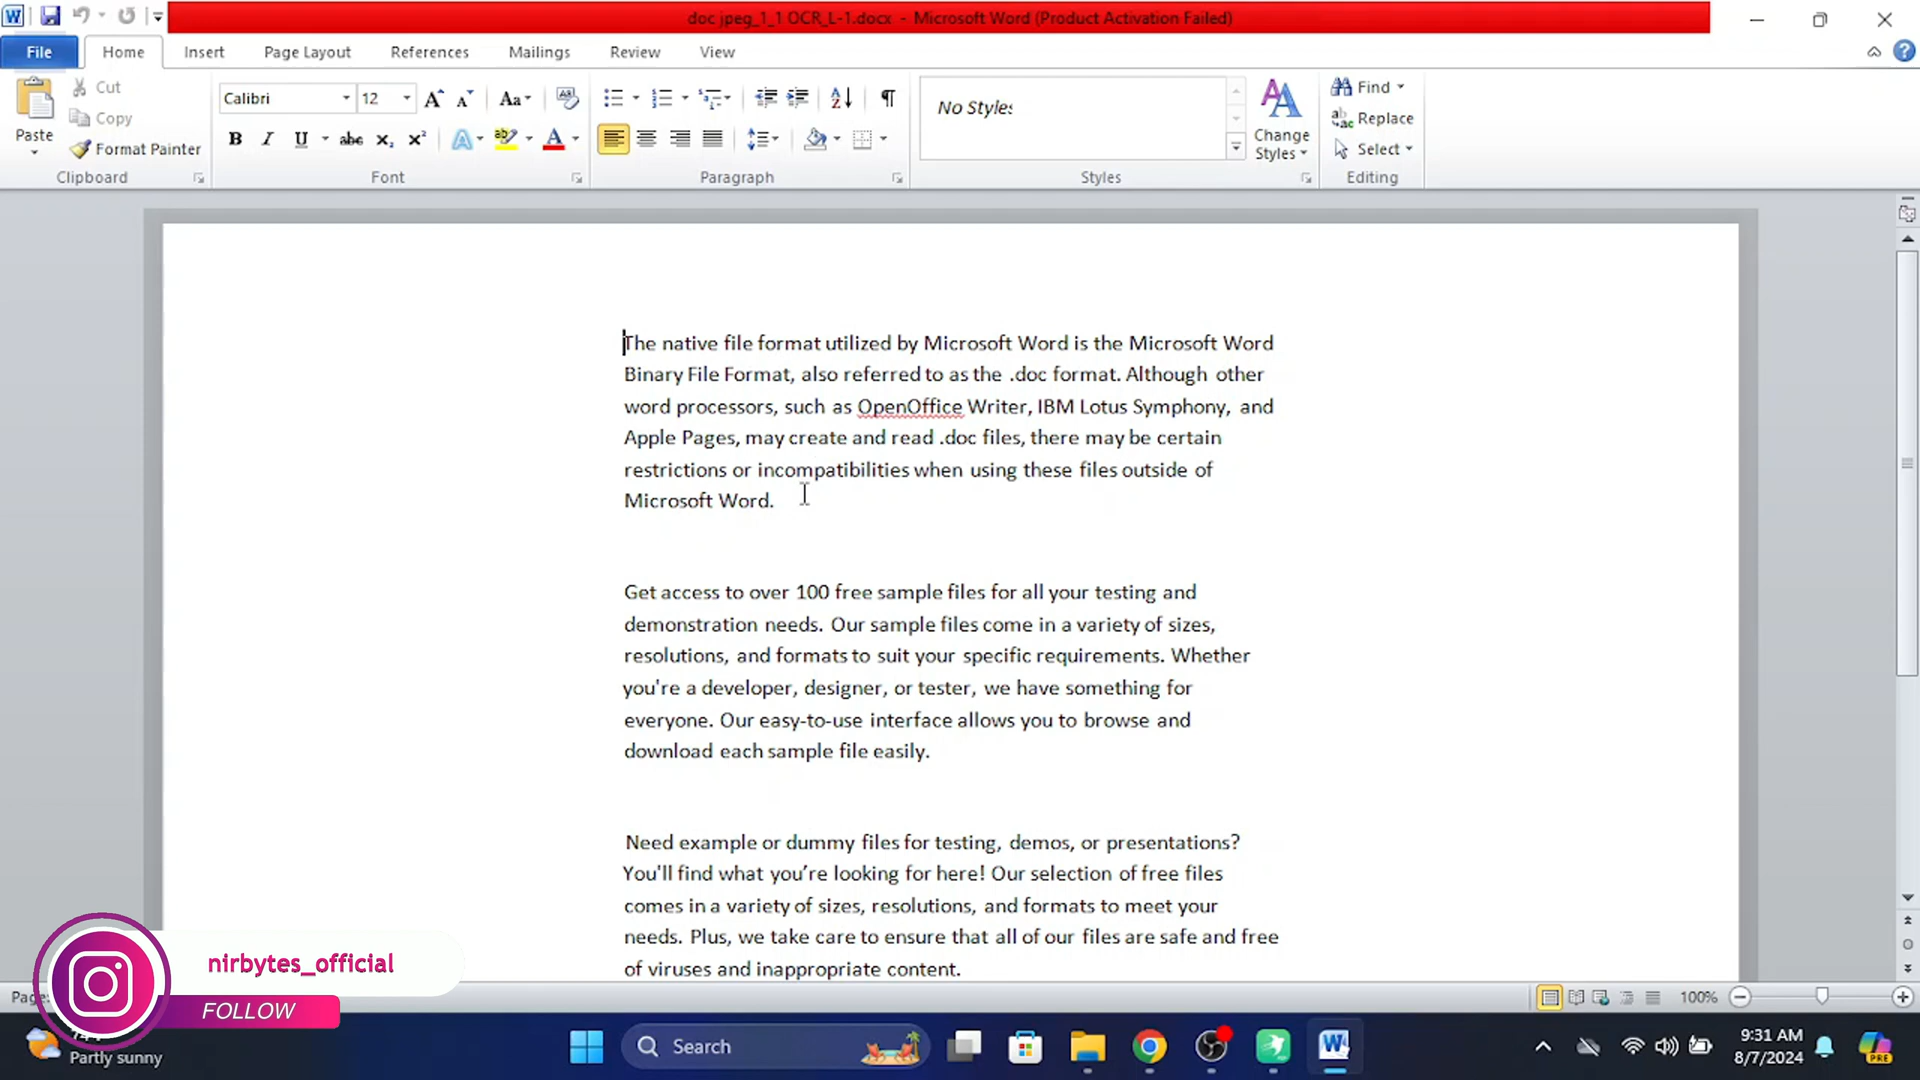 doc jpeg_1_1 OCR_L-1.docx - Microsoft Word (Product Activation Failed)
File Home Insert Page Layout References Mailings Review View
Cut
Copy
Format Painter
Paste
Clipboard
Calibri 12
Font
Paragraph
No Styles
Change
Styles
Styles
Find
Replace
Select
Editing
The native file format utilized by Microsoft Word is the Microsoft Word
Binary File Format, also referred to as the .doc format. Although other
word processors, such as OpenOffice Writer, IBM Lotus Symphony, and
Apple Pages, may create and read .doc files, there may be certain
restrictions or incompatibilities when using these files outside of
Microsoft Word.
Get access to over 100 free sample files for all your testing and
demonstration needs. Our sample files come in a variety of sizes,
resolutions, and formats to suit your specific requirements. Whether
you're a developer, designer, or tester, we have something for
everyone. Our easy-to-use interface allows you to browse and
download each sample file easily.
Need example or dummy files for testing, demos, or presentations?
You'll find what you’re looking for here! Our selection of free files
comes in a variety of sizes, resolutions, and formats to meet your
needs. Plus, we take care to ensure that all of our files are safe and free
of viruses and inappropriate content.
nirbytes_official
FOLLOW
100%
Partly sunny
Search
9:31 AM
8/7/2024
PRE